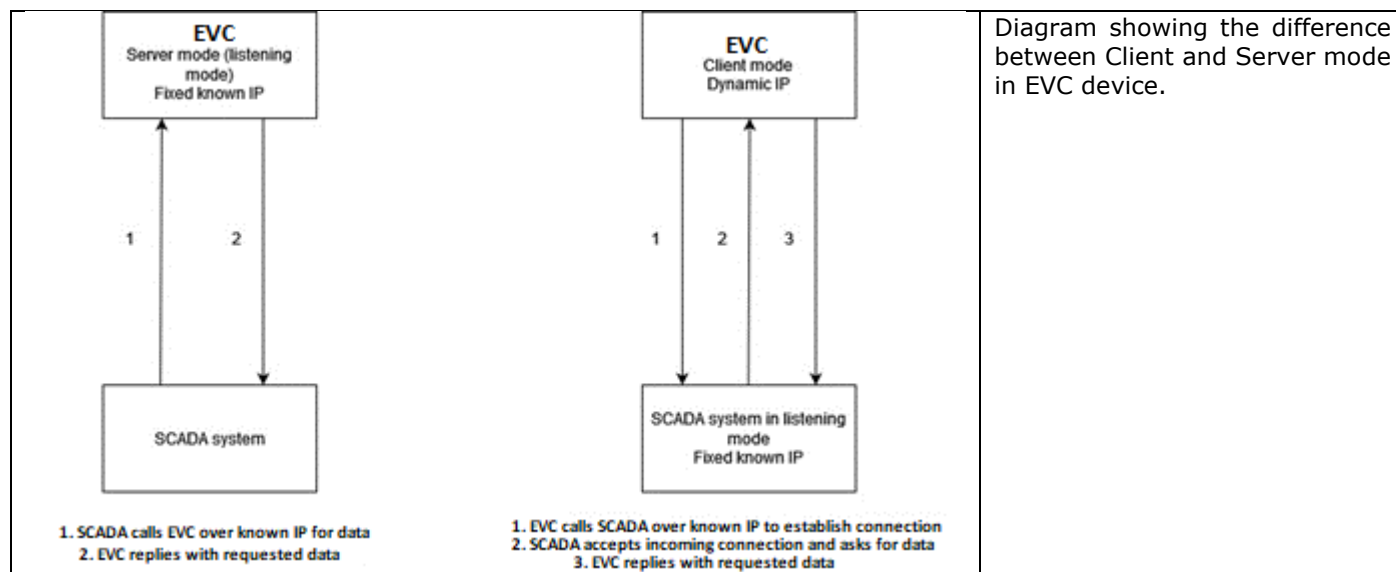 EVC
Server mode (listening
mode)
Fixed known IP
1
2
SCADA system
1. SCADA calls EVC over known IP for data
2. EVC replies with requested data
EVC
Client mode
Dynamic IP
1
2
3
SCADA system in listening
mode
Fixed known IP
1. EVC calls SCADA over known IP to establish connection
2. SCADA accepts incoming connection and asks for data
3. EVC replies with requested data
Diagram showing the difference
between Client and Server mode
in EVC device.